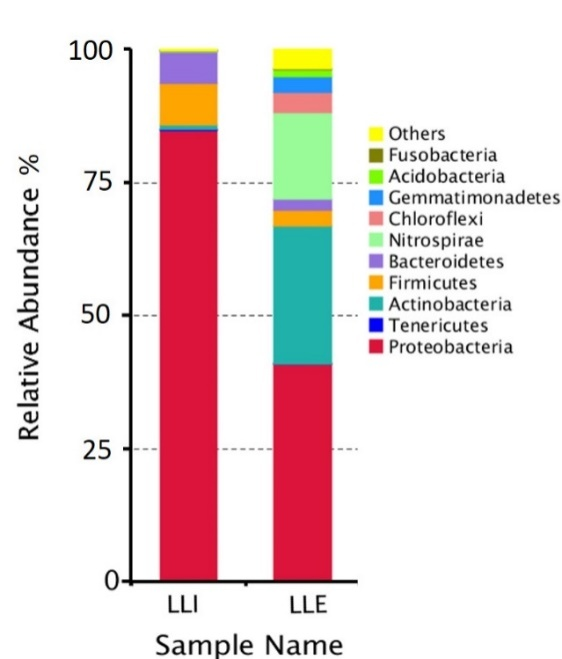 Relative Abundance %
100
75
50
25
0
LLI
LLE
Sample Name
Others
Fusobacteria
Acidobacteria
Gemmatimonadetes
Chloroflexi
Nitrospirae
Bacteroidetes
Firmicutes
Actinobacteria
Tenericutes
Proteobacteria